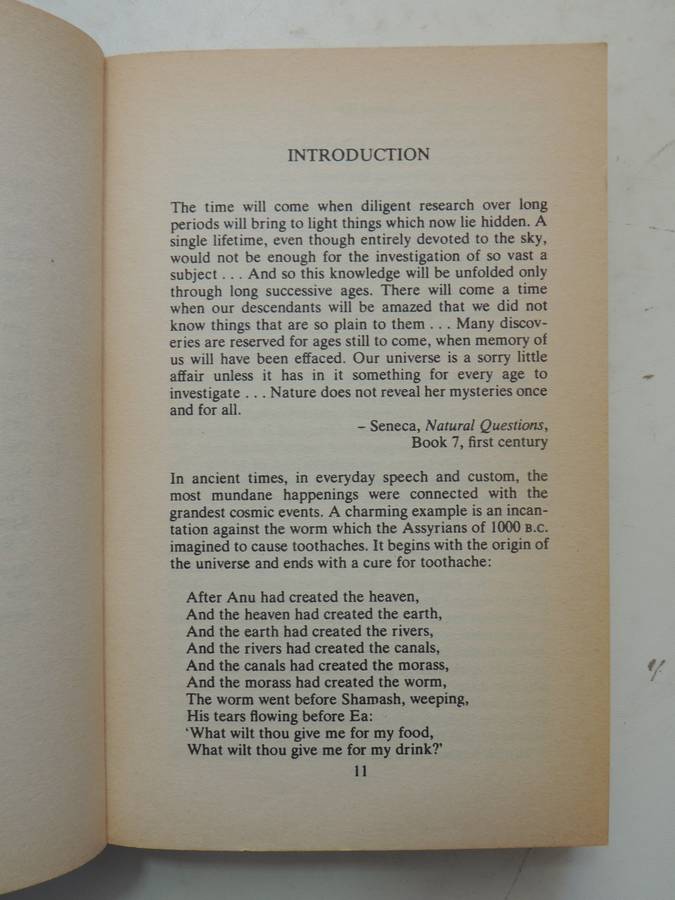 INTRODUCTION
The time will come when diligent research over long
periods will bring to light things which now lie hidden. A
single lifetime, even though entirely devoted to the sky,
would not be enough for the investigation of so vast a
subject . . . And so this knowledge will be unfolded only
through long successive ages. There will come a time
when our descendants will be amazed that we did not
know things that are so plain to them . . . Many discov-
eries are reserved for ages still to come, when memory of
us will have been effaced. Our universe is a sorry little
affair unless it has in it something for every age to
investigate . . . Nature does not reveal her mysteries once
and for all.
– Seneca, Natural Questions,
Book 7, first century
In ancient times, in everyday speech and custom, the
most mundane happenings were connected with the
grandest cosmic events. A charming example is an incan-
tation against the worm which the Assyrians of 1000 B.C.
imagined to cause toothaches. It begins with the origin of
the universe and ends with a cure for toothache:
After Anu had created the heaven,
And the heaven had created the earth,
And the earth had created the rivers,
And the rivers had created the canals,
And the canals had created the morass,
And the morass had created the worm,
The worm went before Shamash, weeping,
His tears flowing before Ea:
‘What wilt thou give me for my food,
What wilt thou give me for my drink?’
11